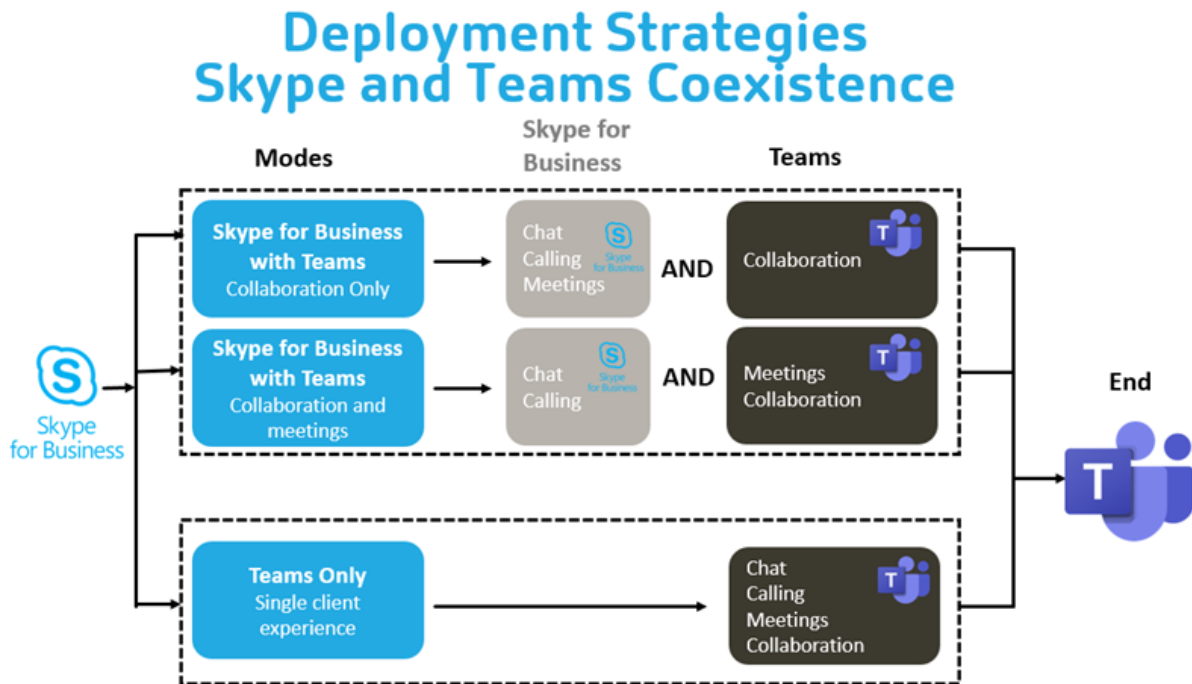 Deployment Strategies
Skype and Teams Coexistence
Modes
Skype for
Business
Teams
Skype for Business
with Teams
Collaboration Only
Chat
Calling
Meetings
S
Skype
for Business
AND
Collaboration
T
Skype for Business
with Teams
Collaboration and
meetings
Chat
Calling
S
Skype
for Business
AND
Meetings
Collaboration
T
S
Skype
for Business
End
T
Teams Only
Single client
experience
Chat
Calling
Meetings
Collaboration
T